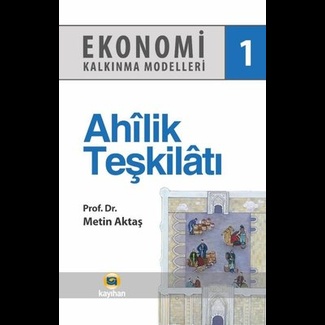 EKONOMİ
KALKINMA MODELLERİ
1
Ahîlik
Teşkilâtı
Prof. Dr.
Metin Aktaş
kayıhan